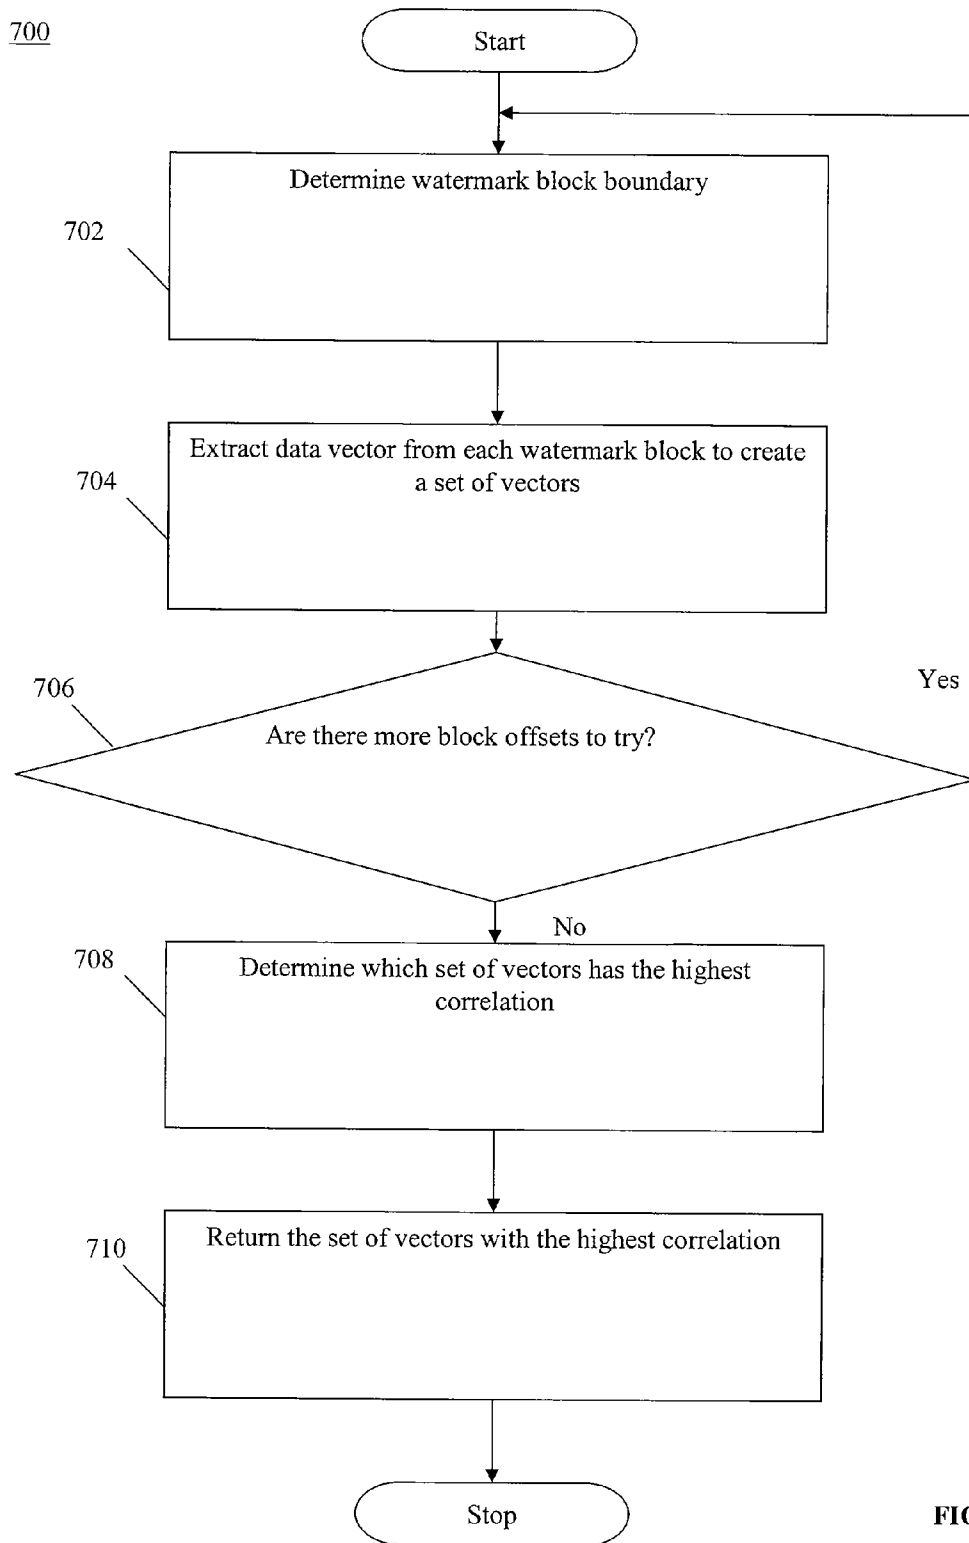 700
Start
Determine watermark block boundary
702
Extract data vector from each watermark block to create
a set of vectors
704
706
Yes
Are there more block offsets to try?
No
708
Determine which set of vectors has the highest
correlation
710
Return the set of vectors with the highest correlation
Stop